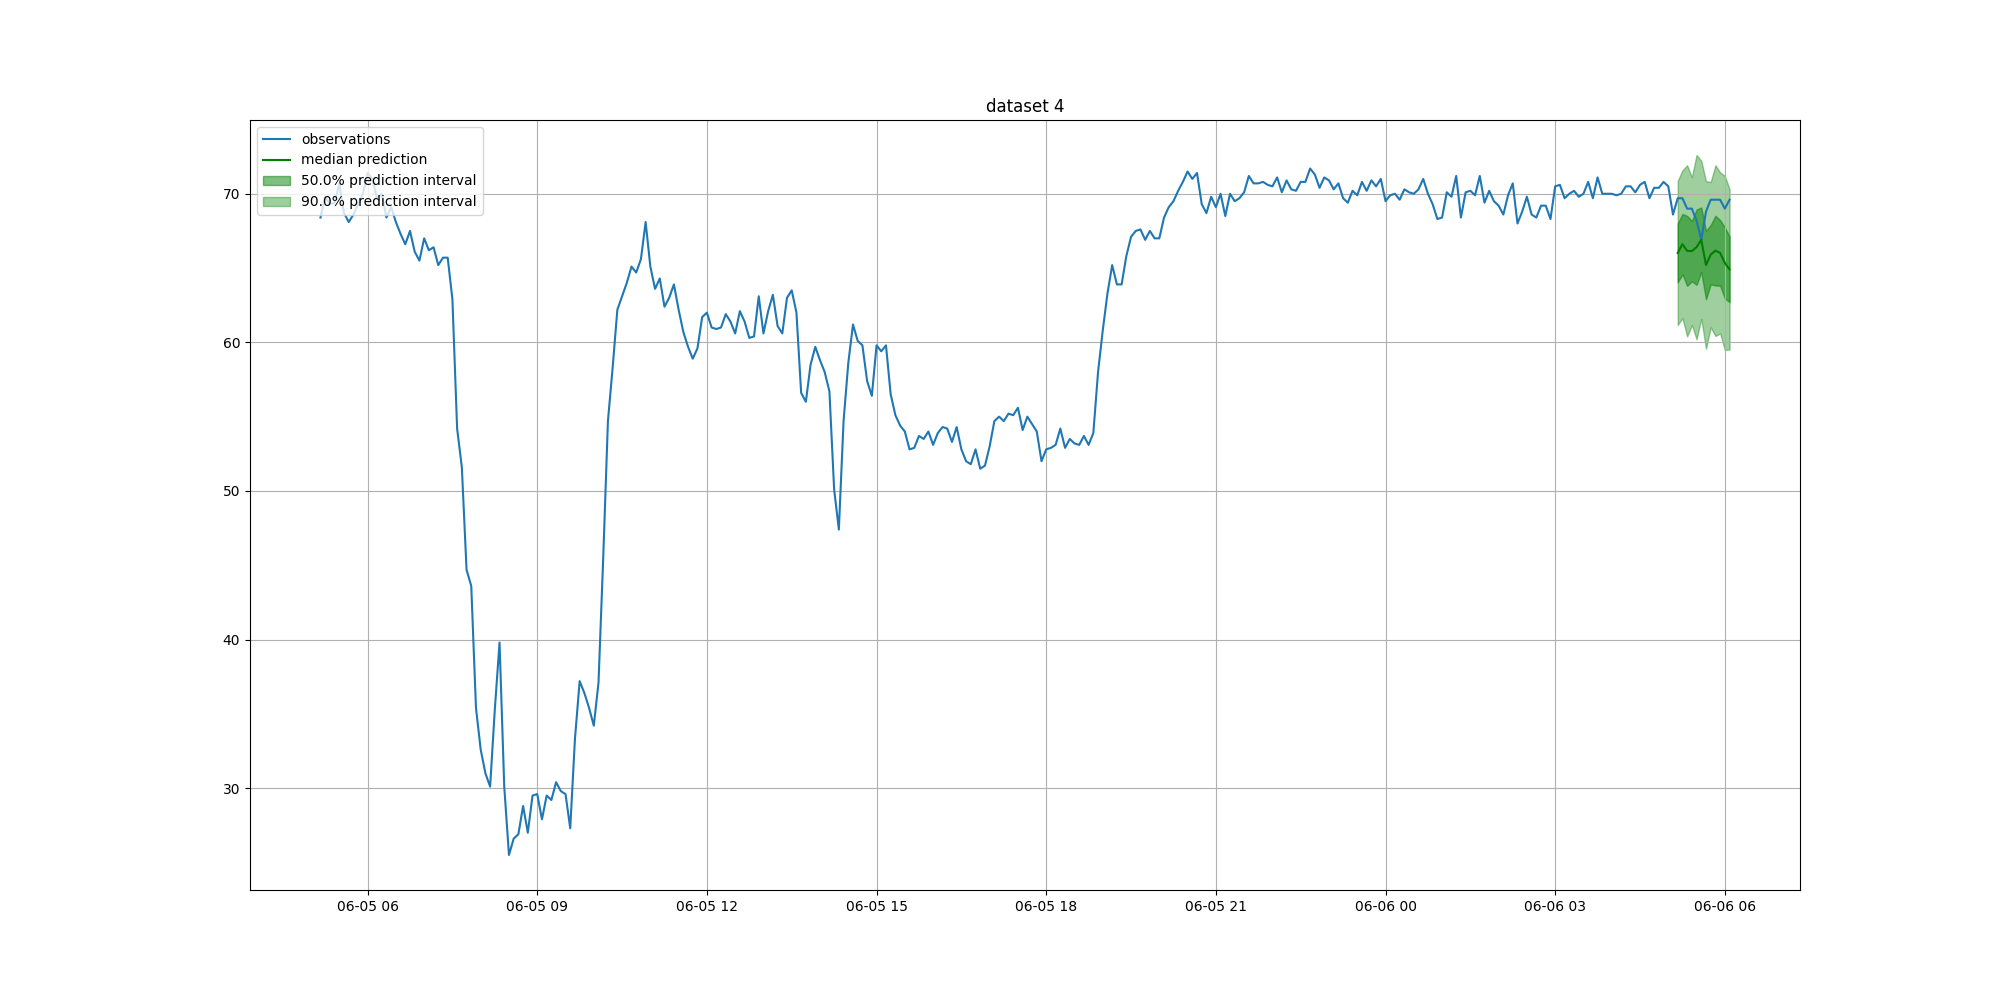 dataset 4
observations
median prediction
50.0% prediction interval
90.0% prediction interval
70
60
50
40
30
06-05 06
06-05 09
06-05 12
06-05 15
06-05 18
06-05 21
06-06 00
06-06 03
06-06 06